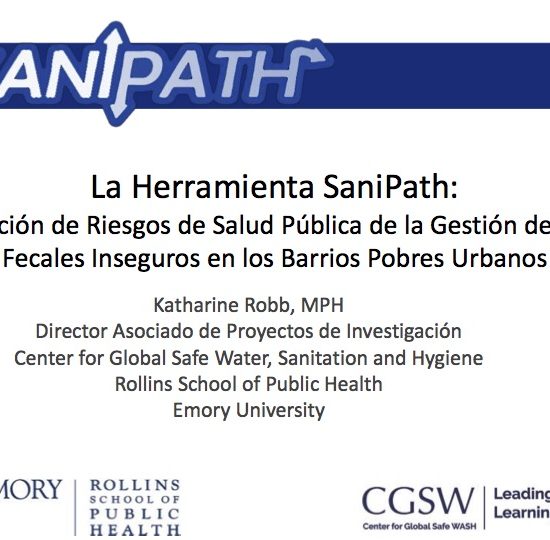 SANIPATH
La Herramienta SaniPath:
ción de Riesgos de Salud Pública de la Gestión de
Fecales Inseguros en los Barrios Pobres Urbanos
Katharine Robb, MPH
Director Asociado de Proyectos de Investigación
Center for Global Safe Water, Sanitation and Hygiene
Rollins School of Public Health
Emory University
MORY
ROLLINS
SCHOOL OF
PUBLIC
HEALTH
CGSW
Center for Global Safe WASH
Leading
Learnin